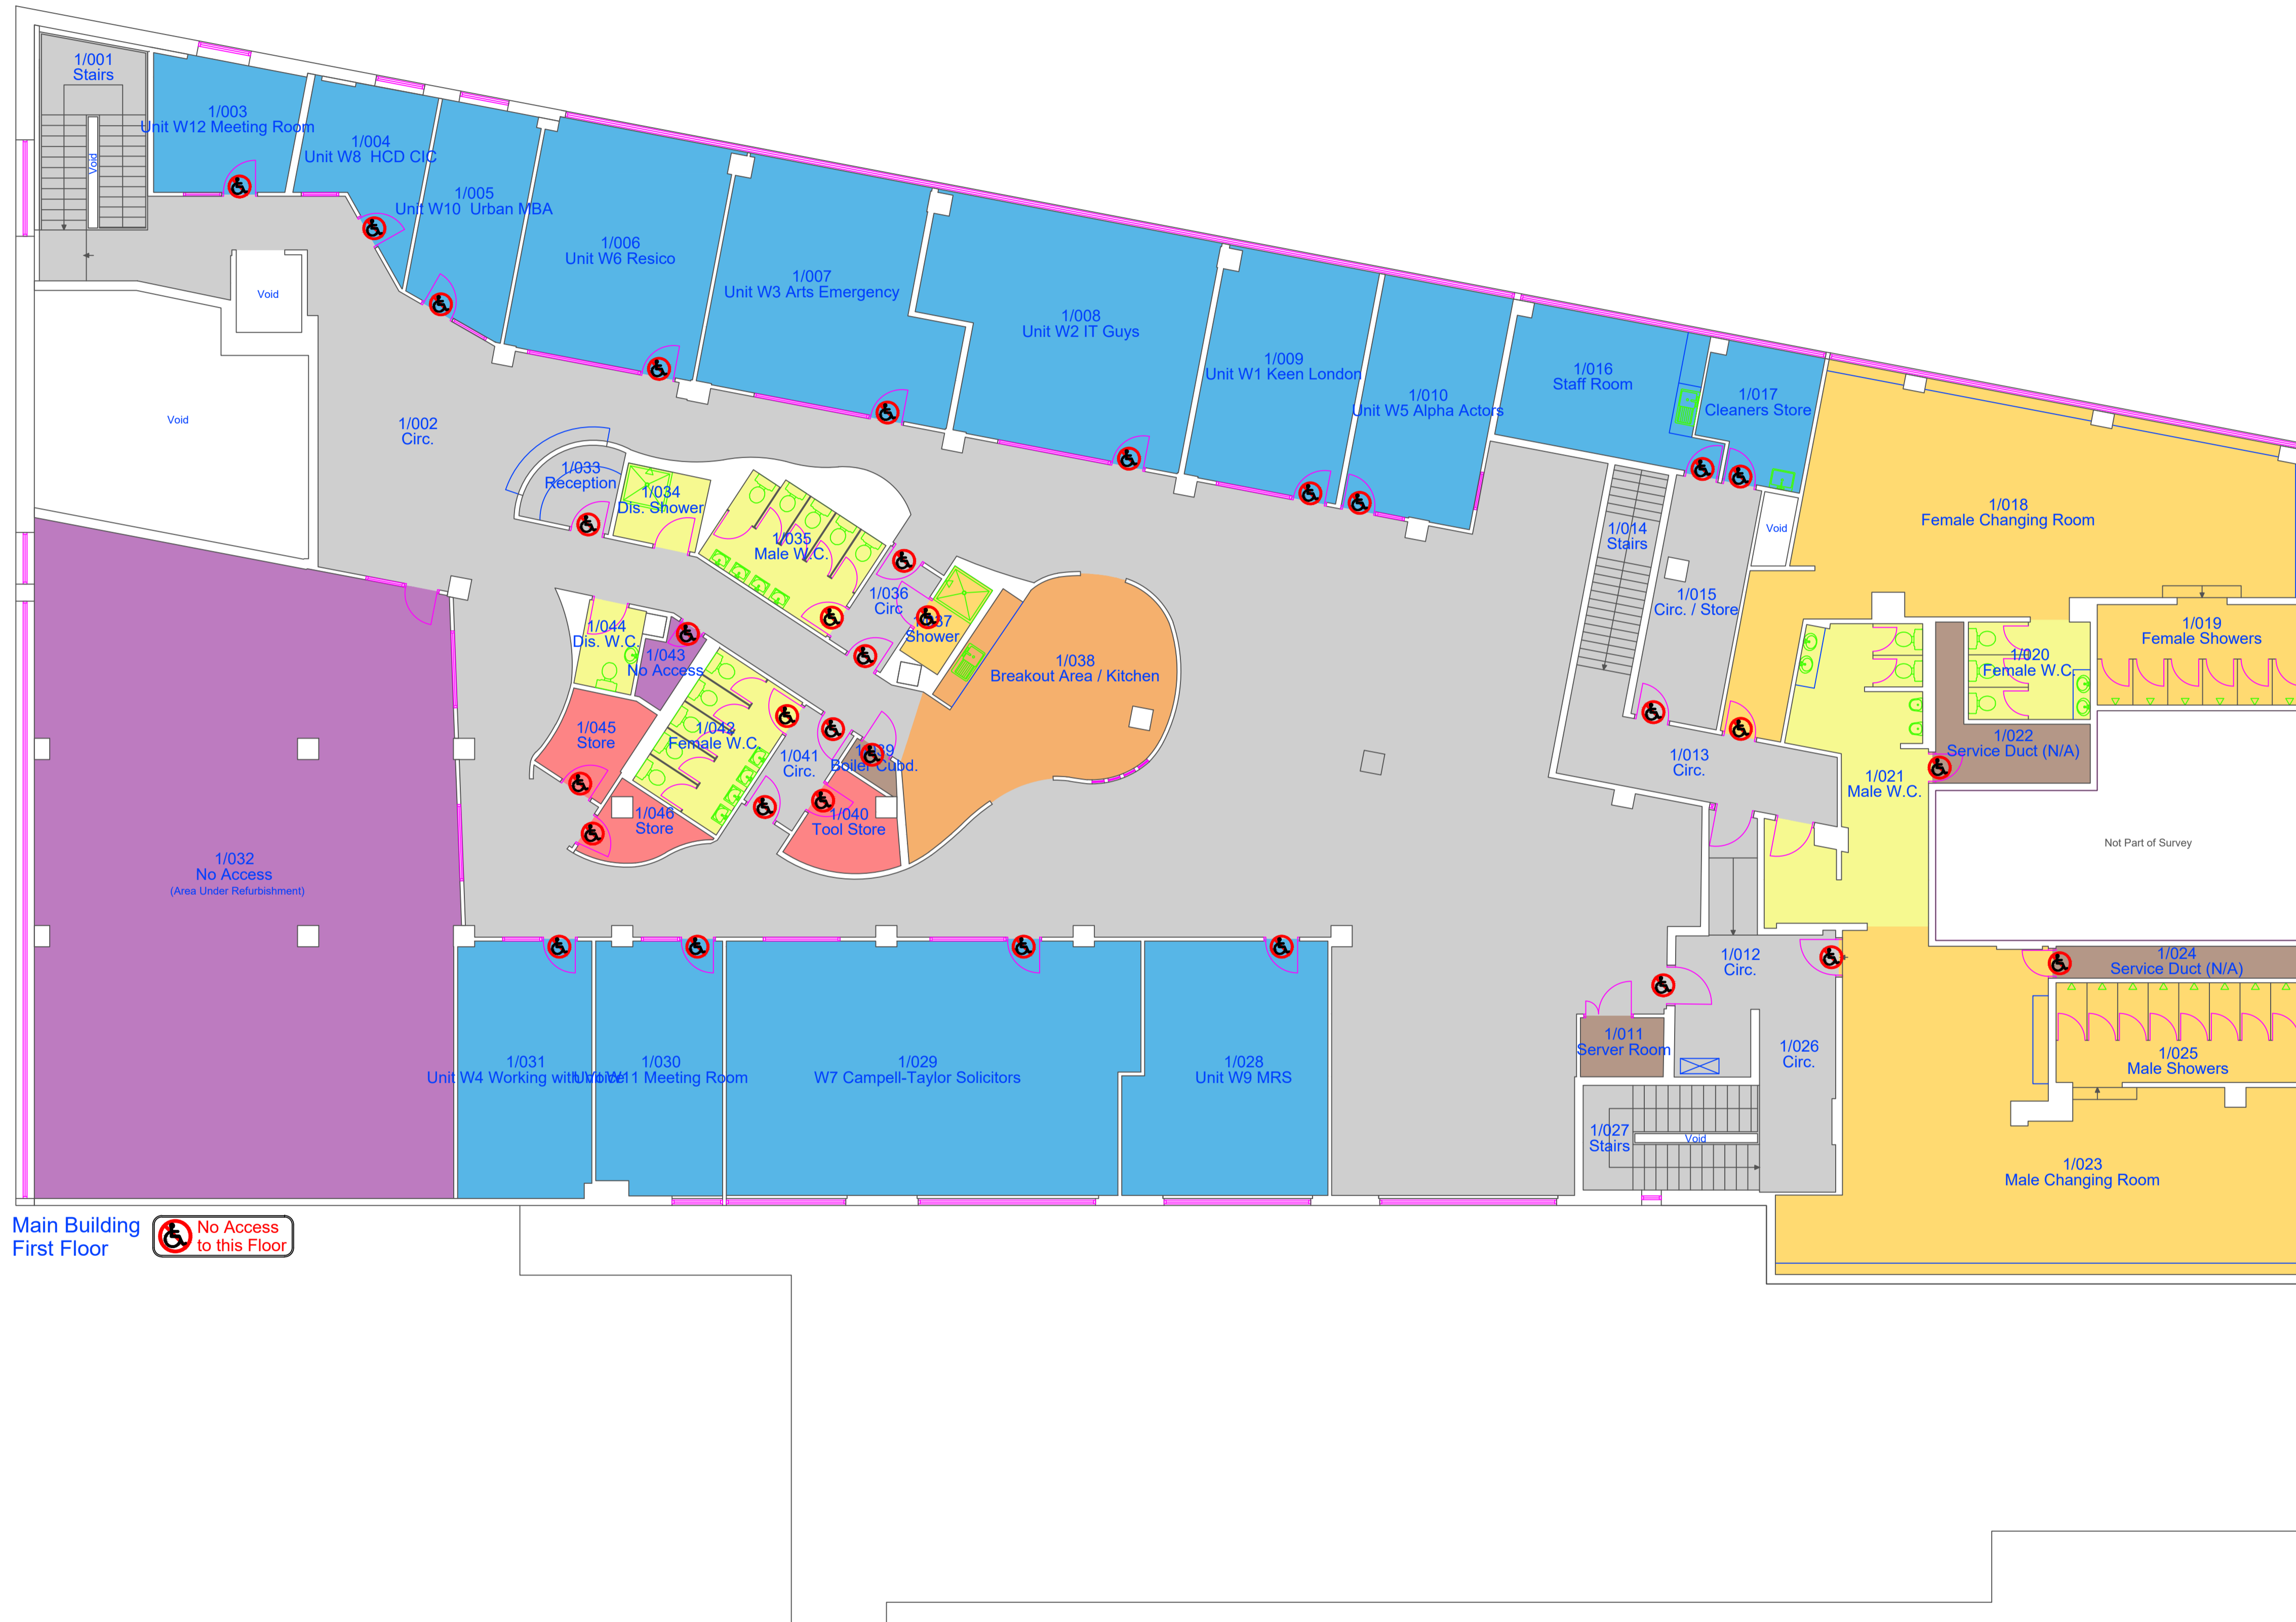 1/001
Stairs
Void
1/003
Unit W12 Meeting Room
1/004
Unit W8 HCD CIC
1/005
Unit W10 Urban MBA
1/006
Unit W6 Resico
1/007
Unit W3 Arts Emergency
1/008
Unit W2 IT Guys
1/009
Unit W1 Keen London
1/010
Unit W5 Alpha Actors
1/016
Staff Room
1/017
Cleaners Store
Void
Void
1/002
Circ.
1/033
Reception
1/034
Dis. Shower
1/035
Male W.C.
1/036
Circ
Shower
1/038
Breakout Area / Kitchen
1/014
Stairs
1/015
Circ. / Store
Void
1/018
Female Changing Room
1/019
Female Showers
1/020
Female W.C.
1/022
Service Duct (N/A)
1/021
Male W.C.
1/013
Circ.
Not Part of Survey
1/044
Dis. W.C.
1/043
No Access
1/045
Store
1/042
Female W.C.
1/041
Circ.
Boiler Cubd.
1/046
Store
1/040
Tool Store
1/032
No Access
(Area Under Refurbishment)
1/031
Unit W4 Working with
1/030
W11 Meeting Room
1/029
W7 Campell-Taylor Solicitors
1/028
Unit W9 MRS
1/012
Circ.
1/011
Server Room
1/026
Circ.
1/027
Stairs
Void
1/024
Service Duct (N/A)
1/025
Male Showers
1/023
Male Changing Room
Main Building
First Floor
No Access
to this Floor